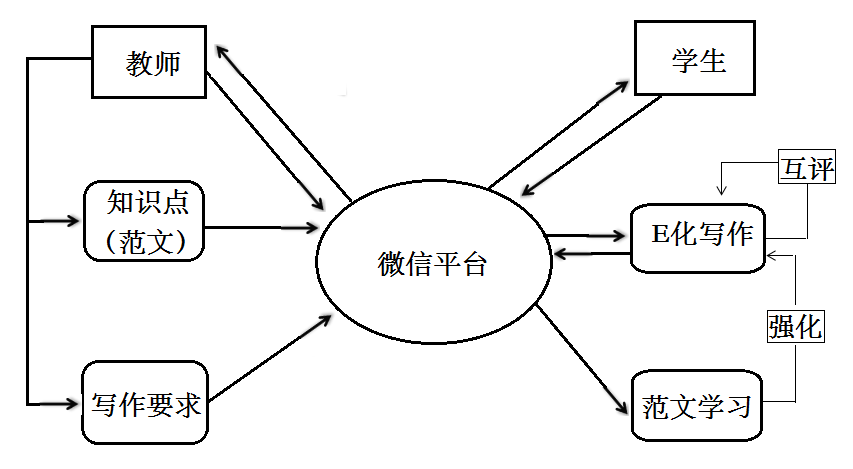 教师
学生
互评
知识点
（范文）
E化写作
微信平台
强化
写作要求
范文学习